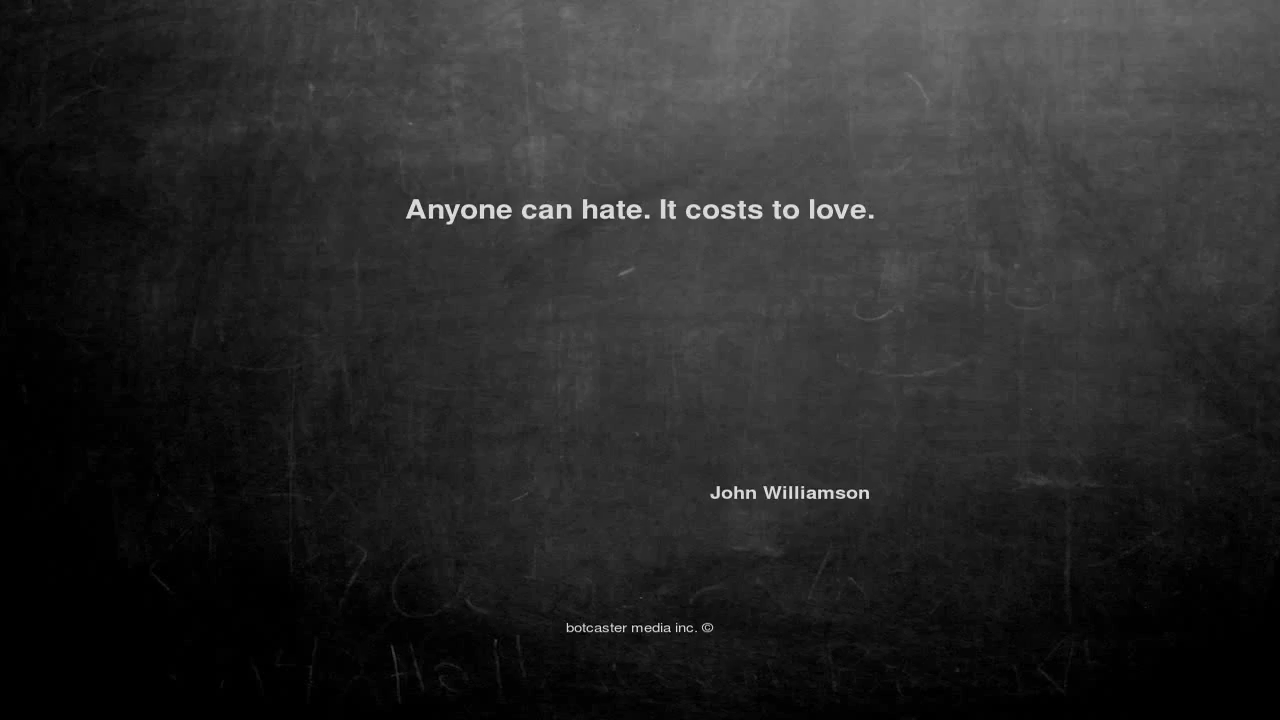 Anyone can hate. It costs to love.
John Williamson
botcaster media inc. ©